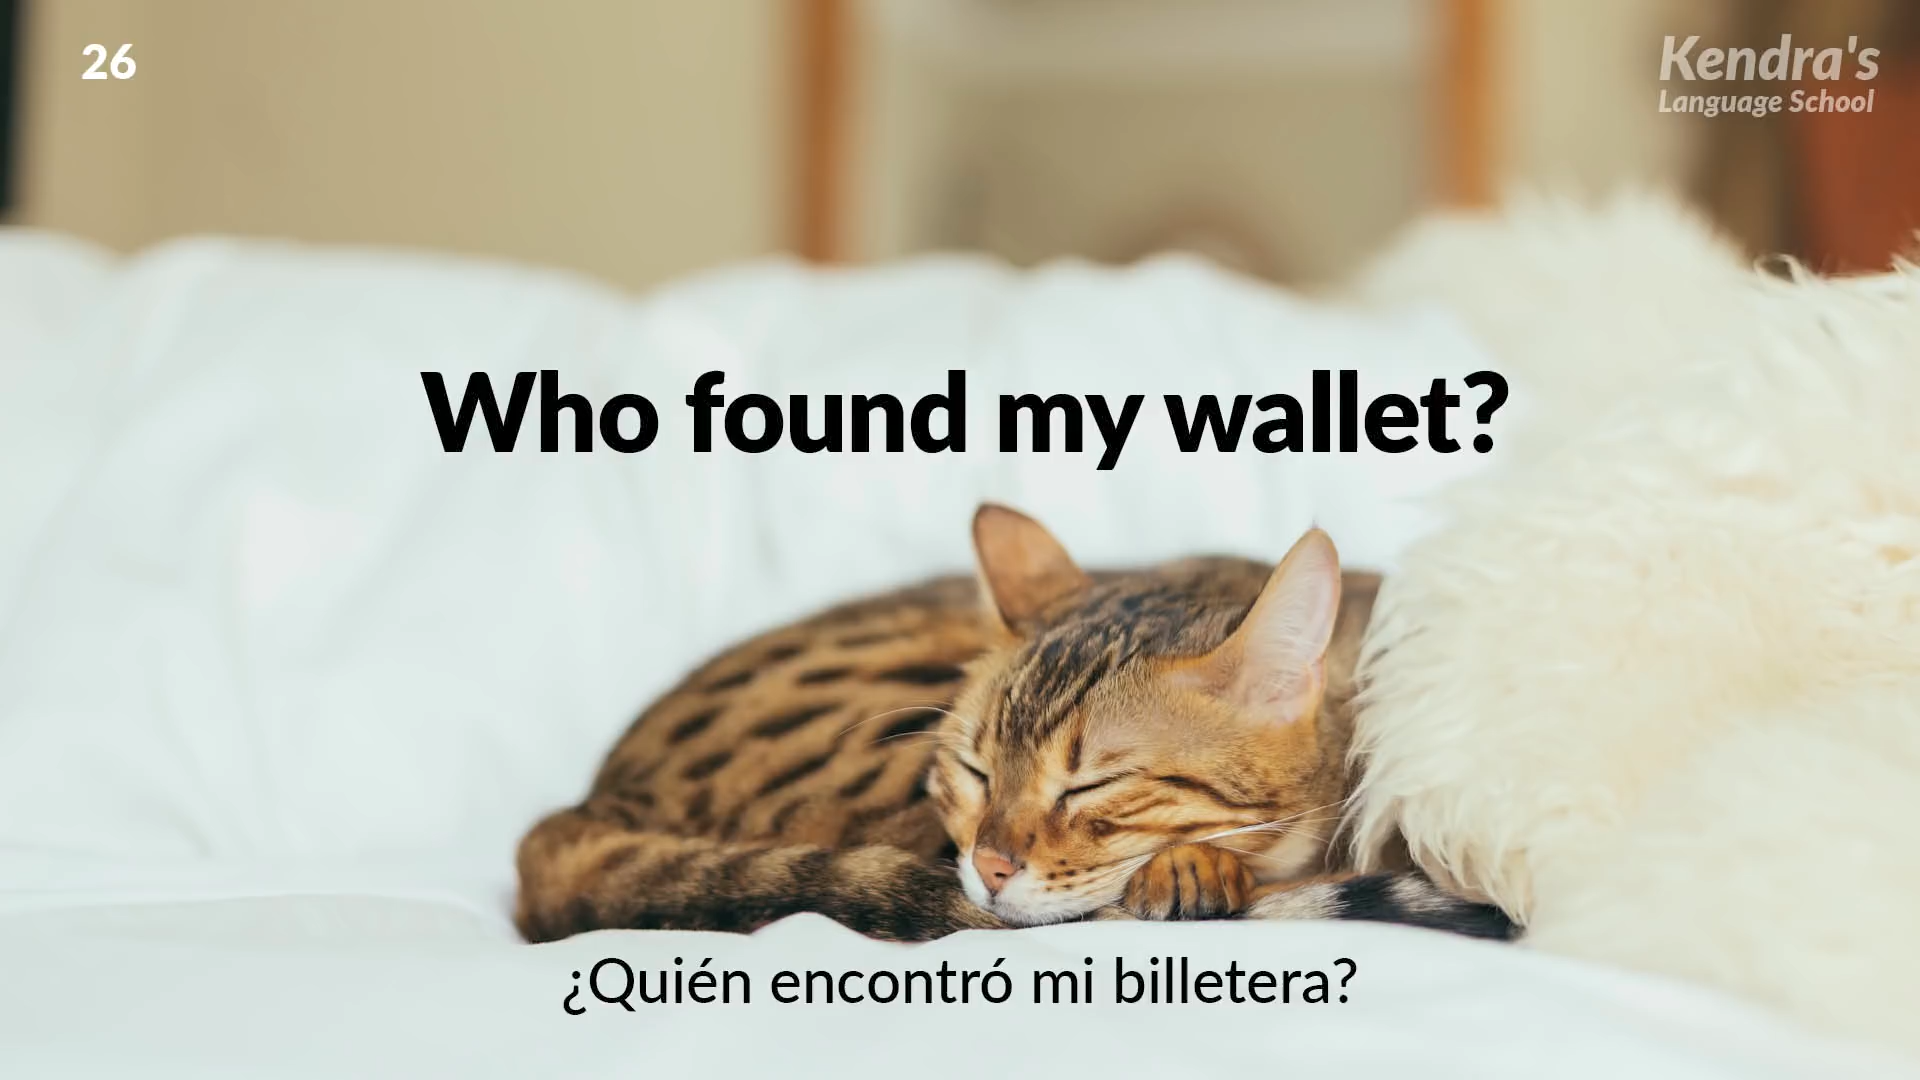 26
Kendra's
Language School
Who found my wallet?
¿Quién encontró mi billetera?